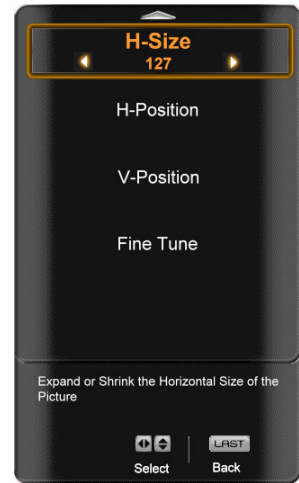 H-Size
127
H-Position
V-Position
Fine Tune
Expand or Shrink the Horizontal Size of the
Picture
LAST
Select Back